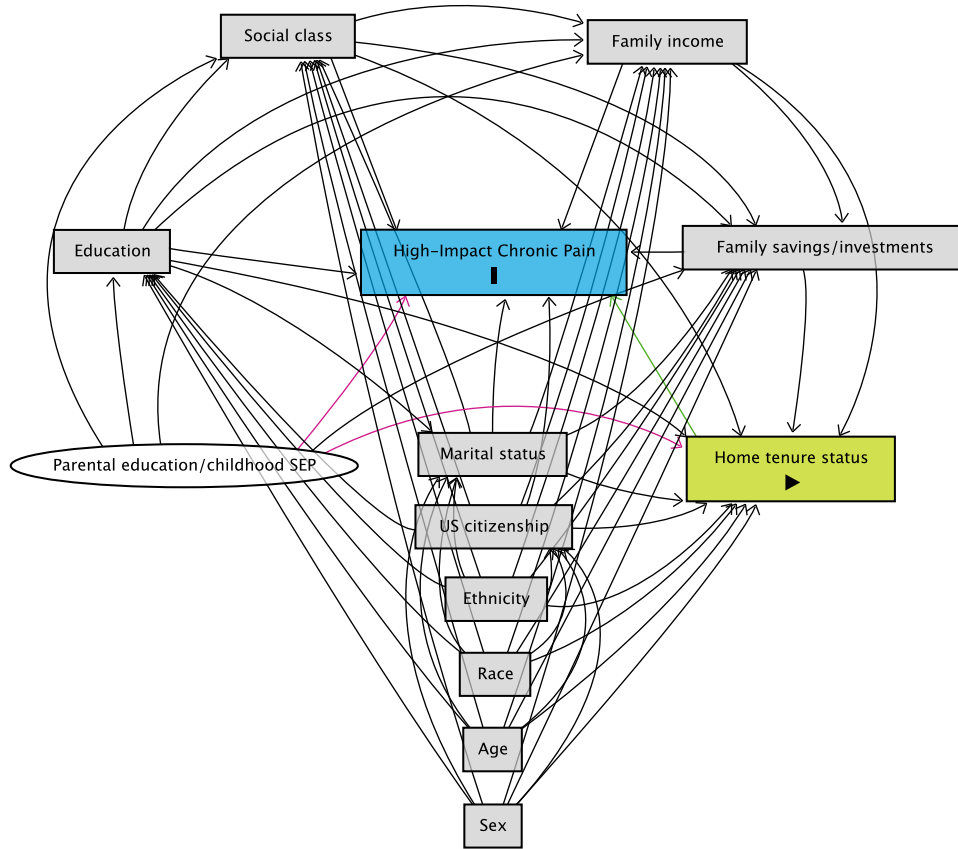 Social class
Family income
Education
High-Impact Chronic Pain
Family savings/investments
Parental education/childhood SEP
Marital status
Home tenure status
US citizenship
Ethnicity
Race
Age
Sex